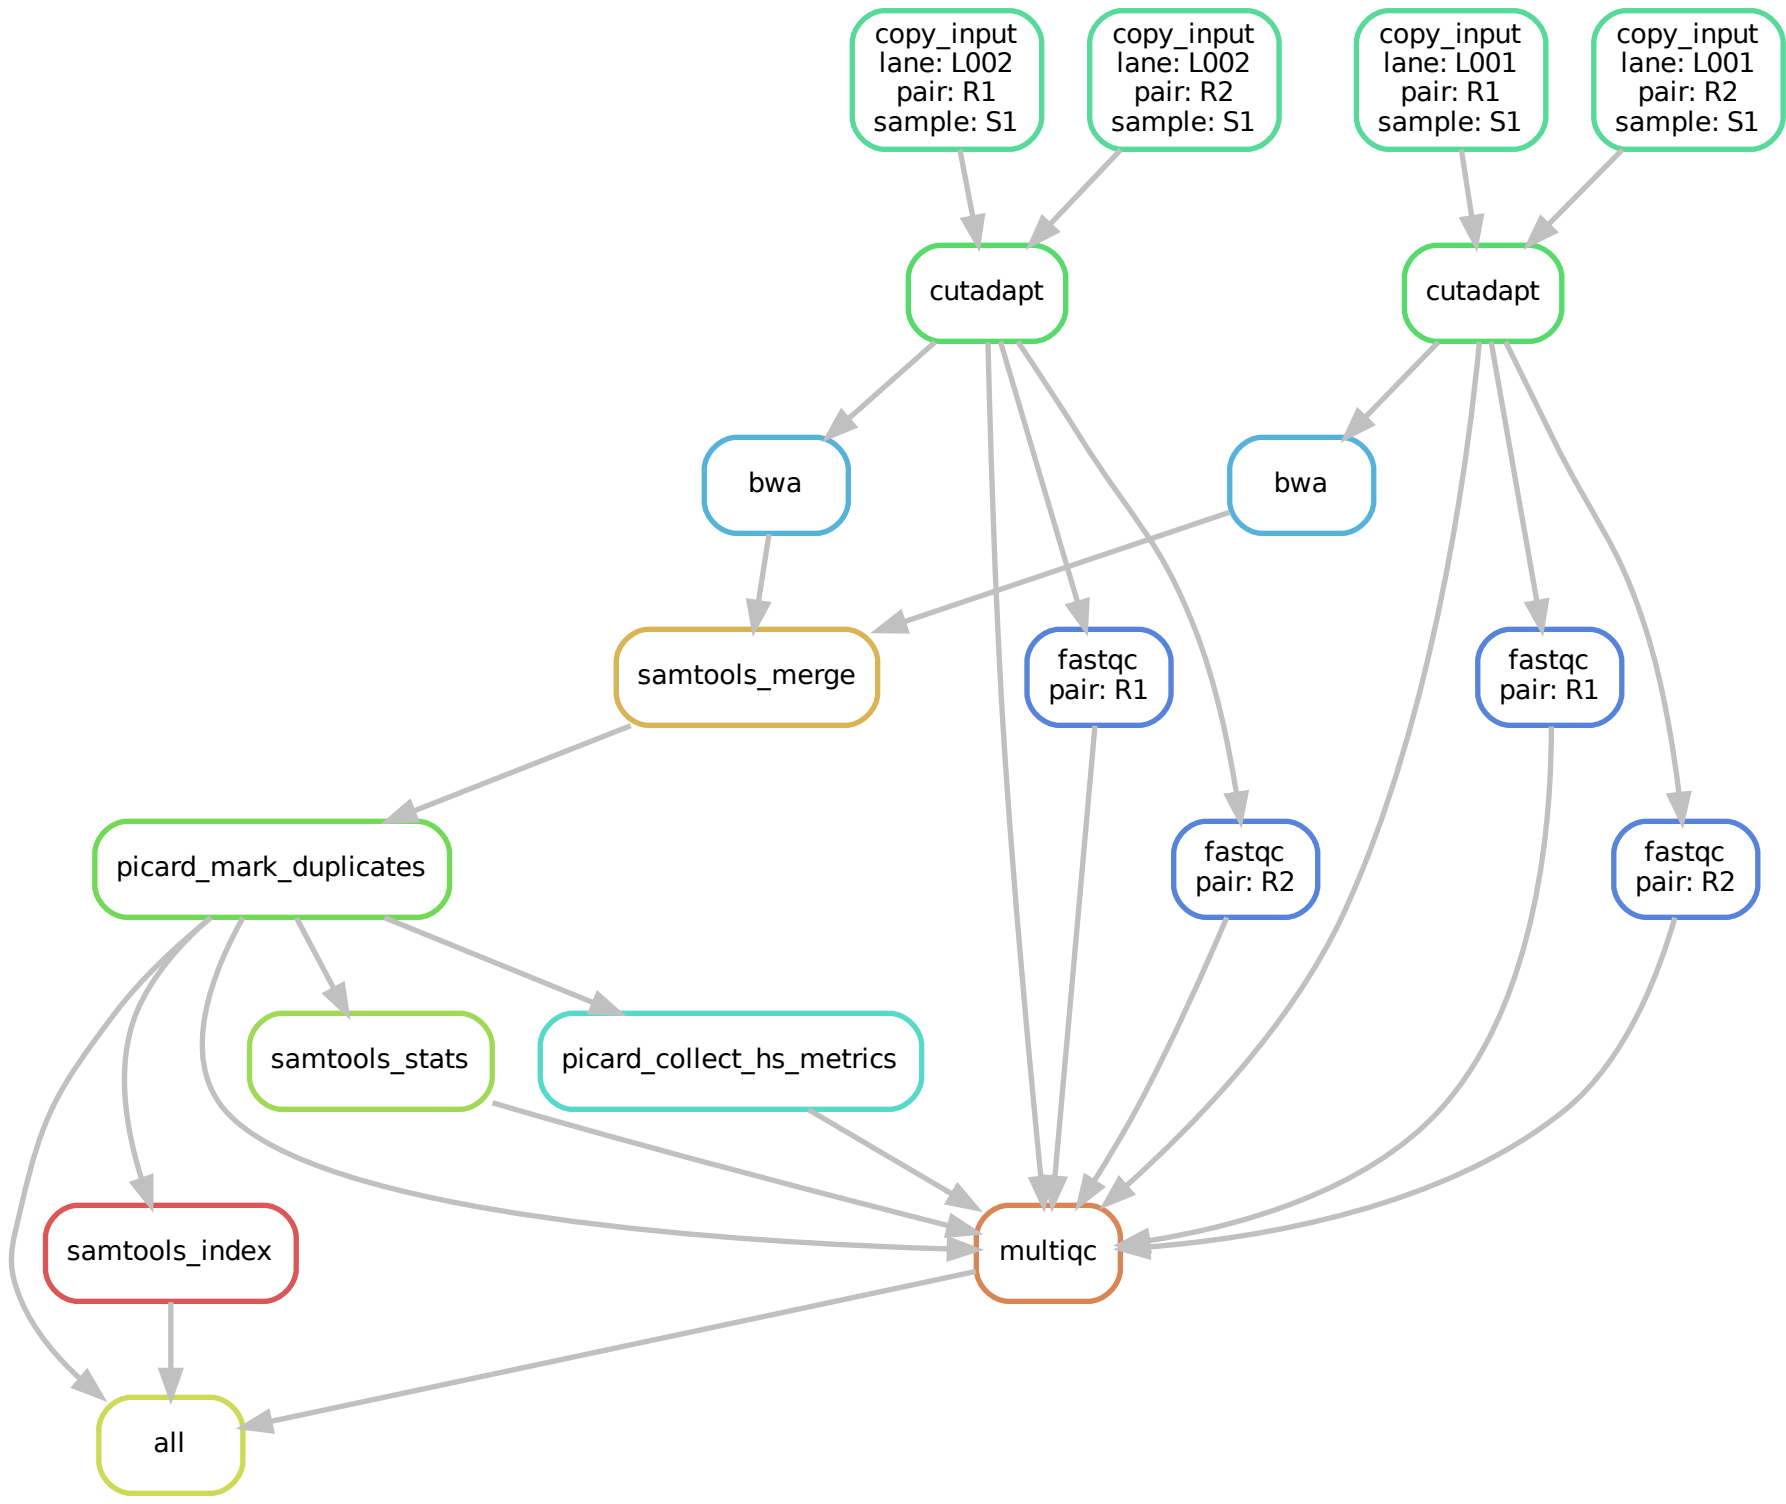 copy_input
lane: L002
pair: R1
sample: S1
copy_input
lane: L002
pair: R2
sample: S1
copy_input
lane: L001
pair: R1
sample: S1
copy_input
lane: L001
pair: R2
sample: S1
cutadapt
cutadapt
bwa
bwa
samtools_merge
fastqc
pair: R1
fastqc
pair: R1
picard_mark_duplicates
fastqc
pair: R2
fastqc
pair: R2
samtools_stats
picard_collect_hs_metrics
samtools_index
multiqc
all